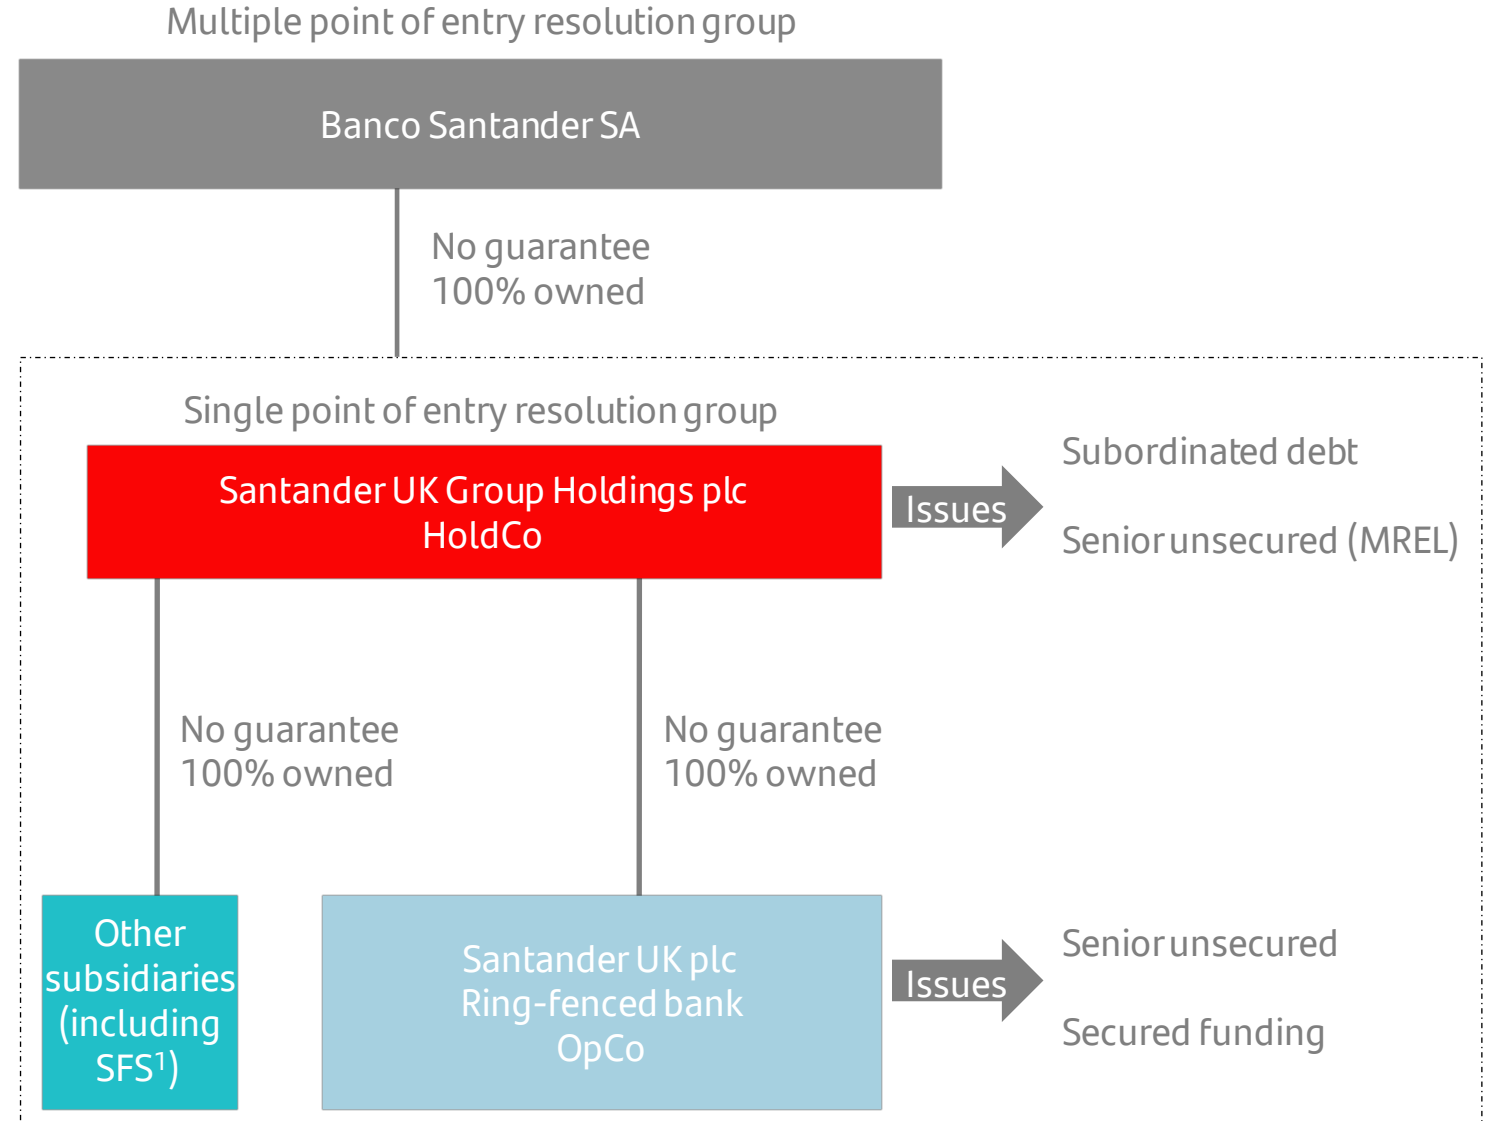 Multiple point of entry resolution group
Banco Santander SA
No guarantee
100% owned
Single point of entry resolution group
Santander UK Group Holdings plc
HoldCo
Issues
Subordinated debt
Senior unsecured (MREL)
No guarantee
100% owned
No guarantee
100% owned
Other
subsidiaries
(including
SFS¹)
Santander UK plc
Ring-fenced bank
OpCo
Issues
Senior unsecured
Secured funding